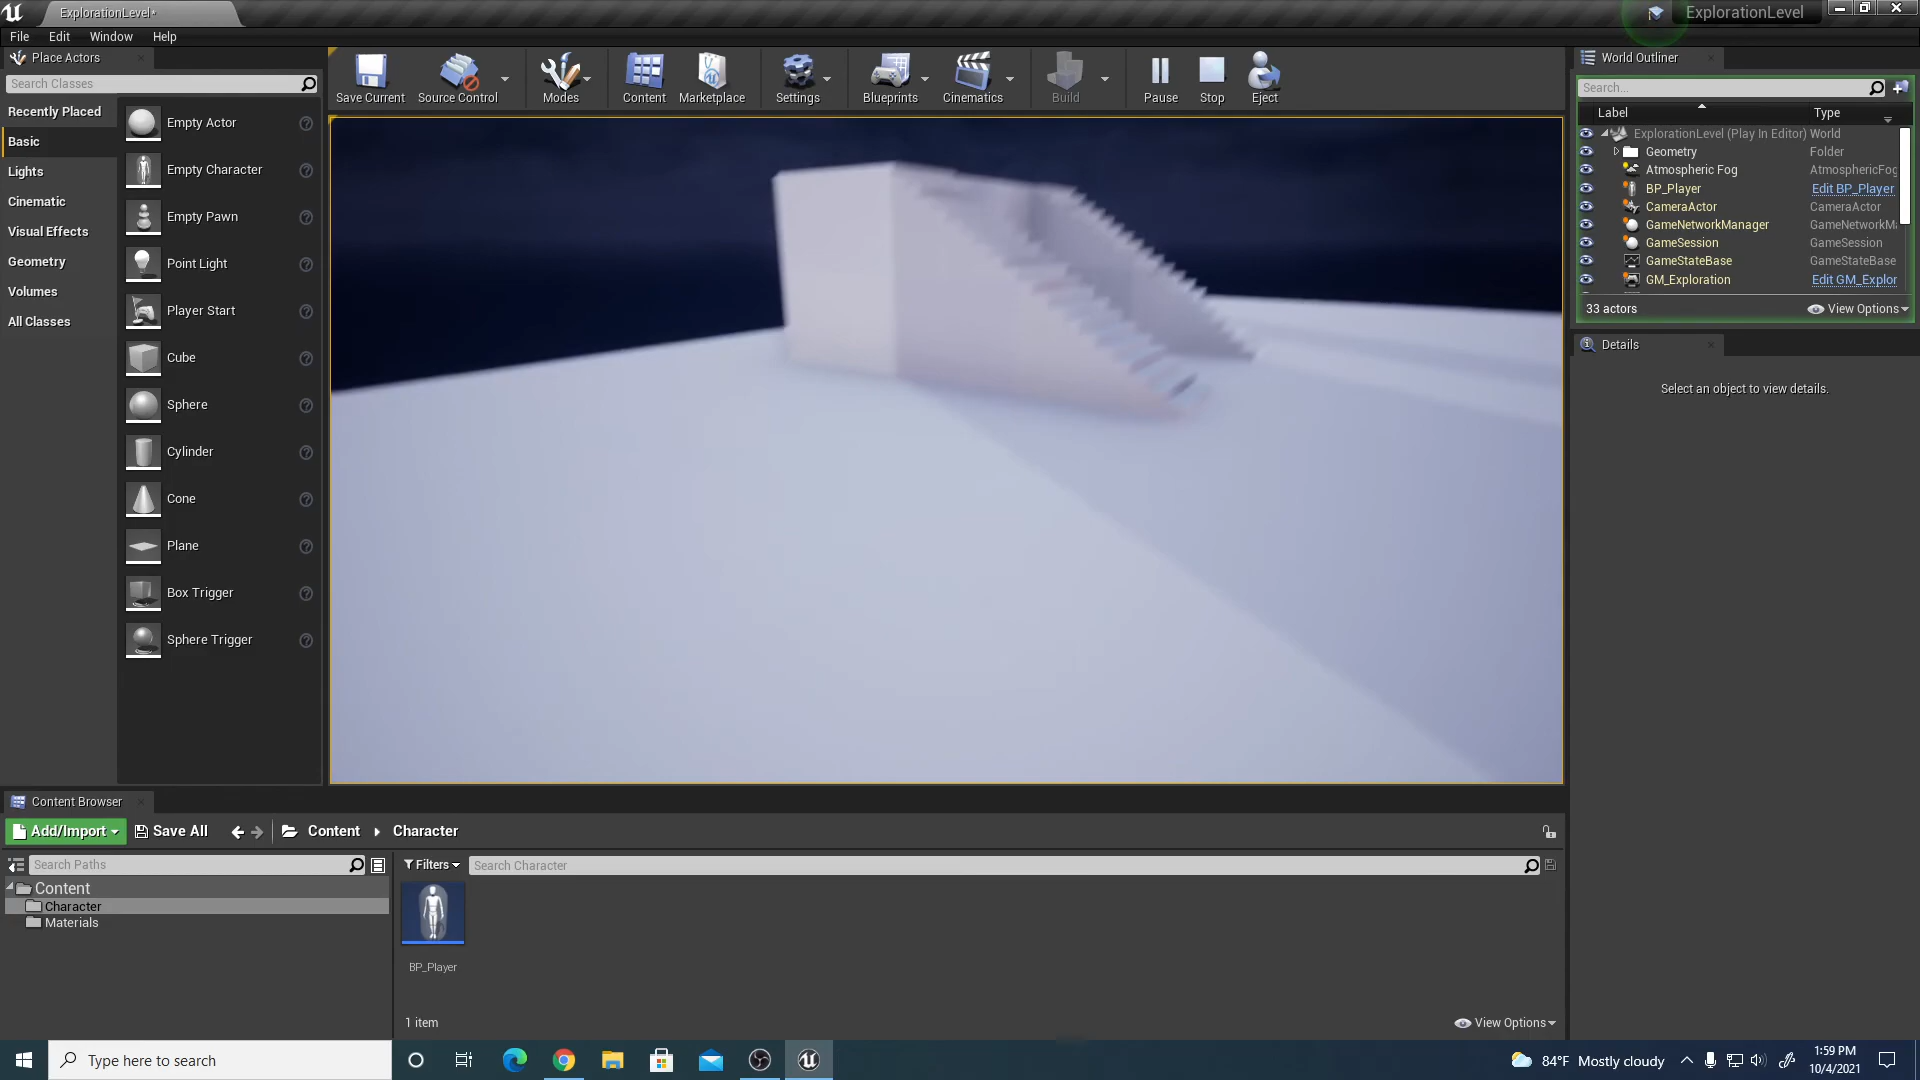 ExplorationLevel*
ExplorationLevel
File Edit Window Help
Place Actors
Search Classes
Recently Placed
Basic
Lights
Cinematic
Visual Effects
Geometry
Volumes
All Classes
Empty Actor
Empty Character
Empty Pawn
Point Light
Player Start
Cube
Sphere
Cylinder
Cone
Plane
Box Trigger
Sphere Trigger
Save Current Source Control Modes Content Marketplace Settings Blueprints Cinematics Build Pause Stop Eject
World Outliner
Search...
Label Type
ExplorationLevel (Play In Editor) World
Geometry Folder
Atmospheric Fog AtmosphericFog
BP_Player Edit BP_Player
CameraActor CameraActor
GameNetworkManager GameNetworkM
GameSession GameSession
GameStateBase GameStateBase
GM_Exploration Edit GM_Explor
33 actors View Options
Details
Select an object to view details.
Content Browser
Add/Import Save All Content Character
Search Paths
Content
Character
Materials
Filters Search Character
BP_Player
1 item View Options
Type here to search
84°F Mostly cloudy
1:59 PM
10/4/2021